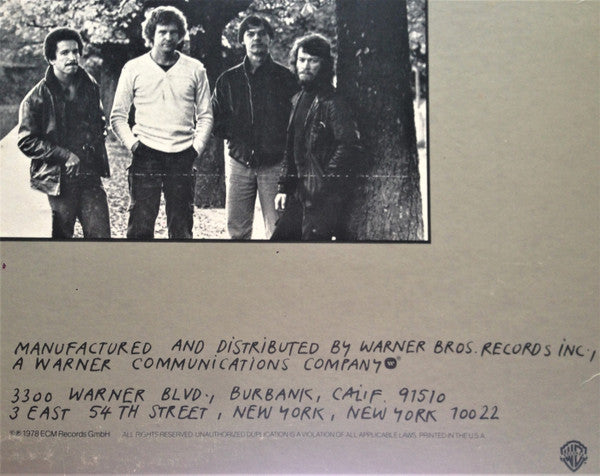 MANUFACTURED AND DISTRIBUTED BY WARNER BROS. RECORDS INC.,
A WARNER COMMUNICATIONS COMPANY W ®
3300 WARNER BLVD., BURBANK, CALIF. 91510
3 EAST 54TH STREET, NEW YORK, NEW YORK 10022
℗© 1978 ECM Records GmbH ALL RIGHTS RESERVED. UNAUTHORIZED DUPLICATION IS A VIOLATION OF ALL APPLICABLE LAWS. PRINTED IN THE U.S.A.
WB